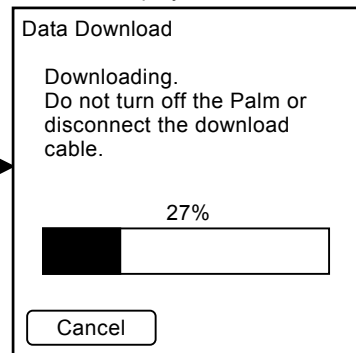 Data Download
Downloading.
Do not turn off the Palm or
disconnect the download
cable.
27%
Cancel